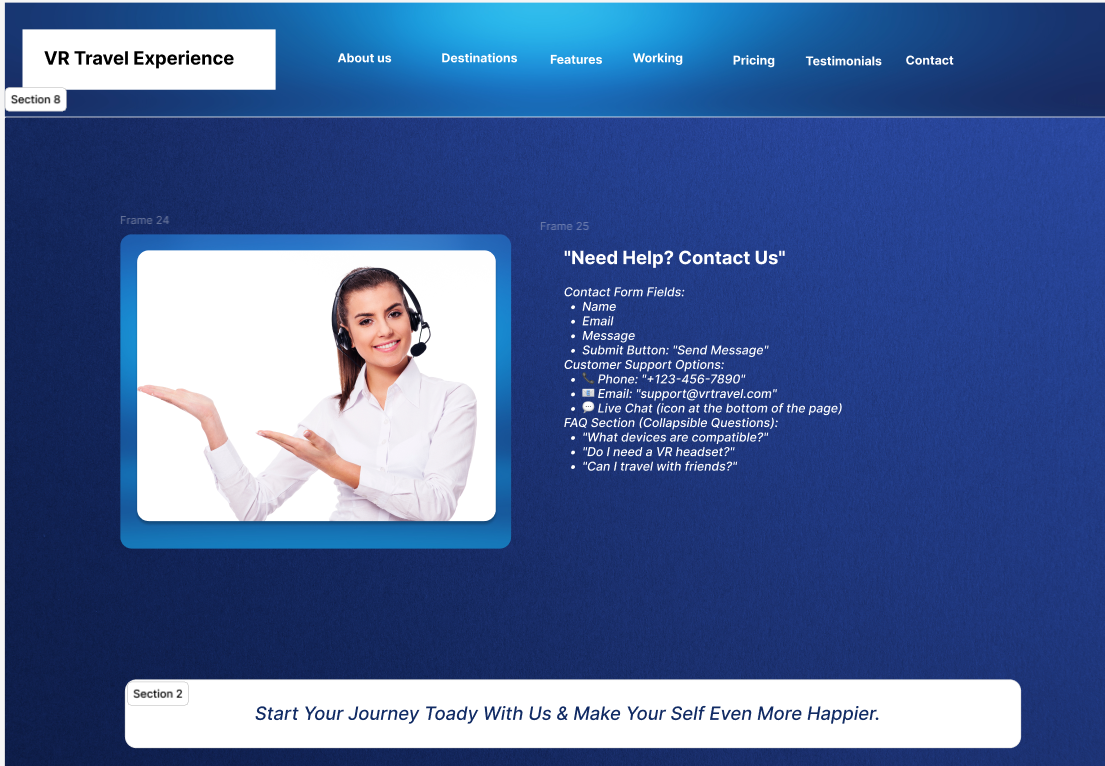 VR Travel Experience
About us
Destinations
Features
Working
Pricing
Testimonials
Contact
Section 8
Frame 24
Frame 25
"Need Help? Contact Us"
Contact Form Fields:
• Name
• Email
• Message
• Submit Button: "Send Message"
Customer Support Options:
• 📞 Phone: "+123-456-7890"
• 📧 Email: "support@vrtravel.com"
• 💬 Live Chat (icon at the bottom of the page)
FAQ Section (Collapsible Questions):
• "What devices are compatible?"
• "Do I need a VR headset?"
• "Can I travel with friends?"
Section 2
Start Your Journey Toady With Us & Make Your Self Even More Happier.